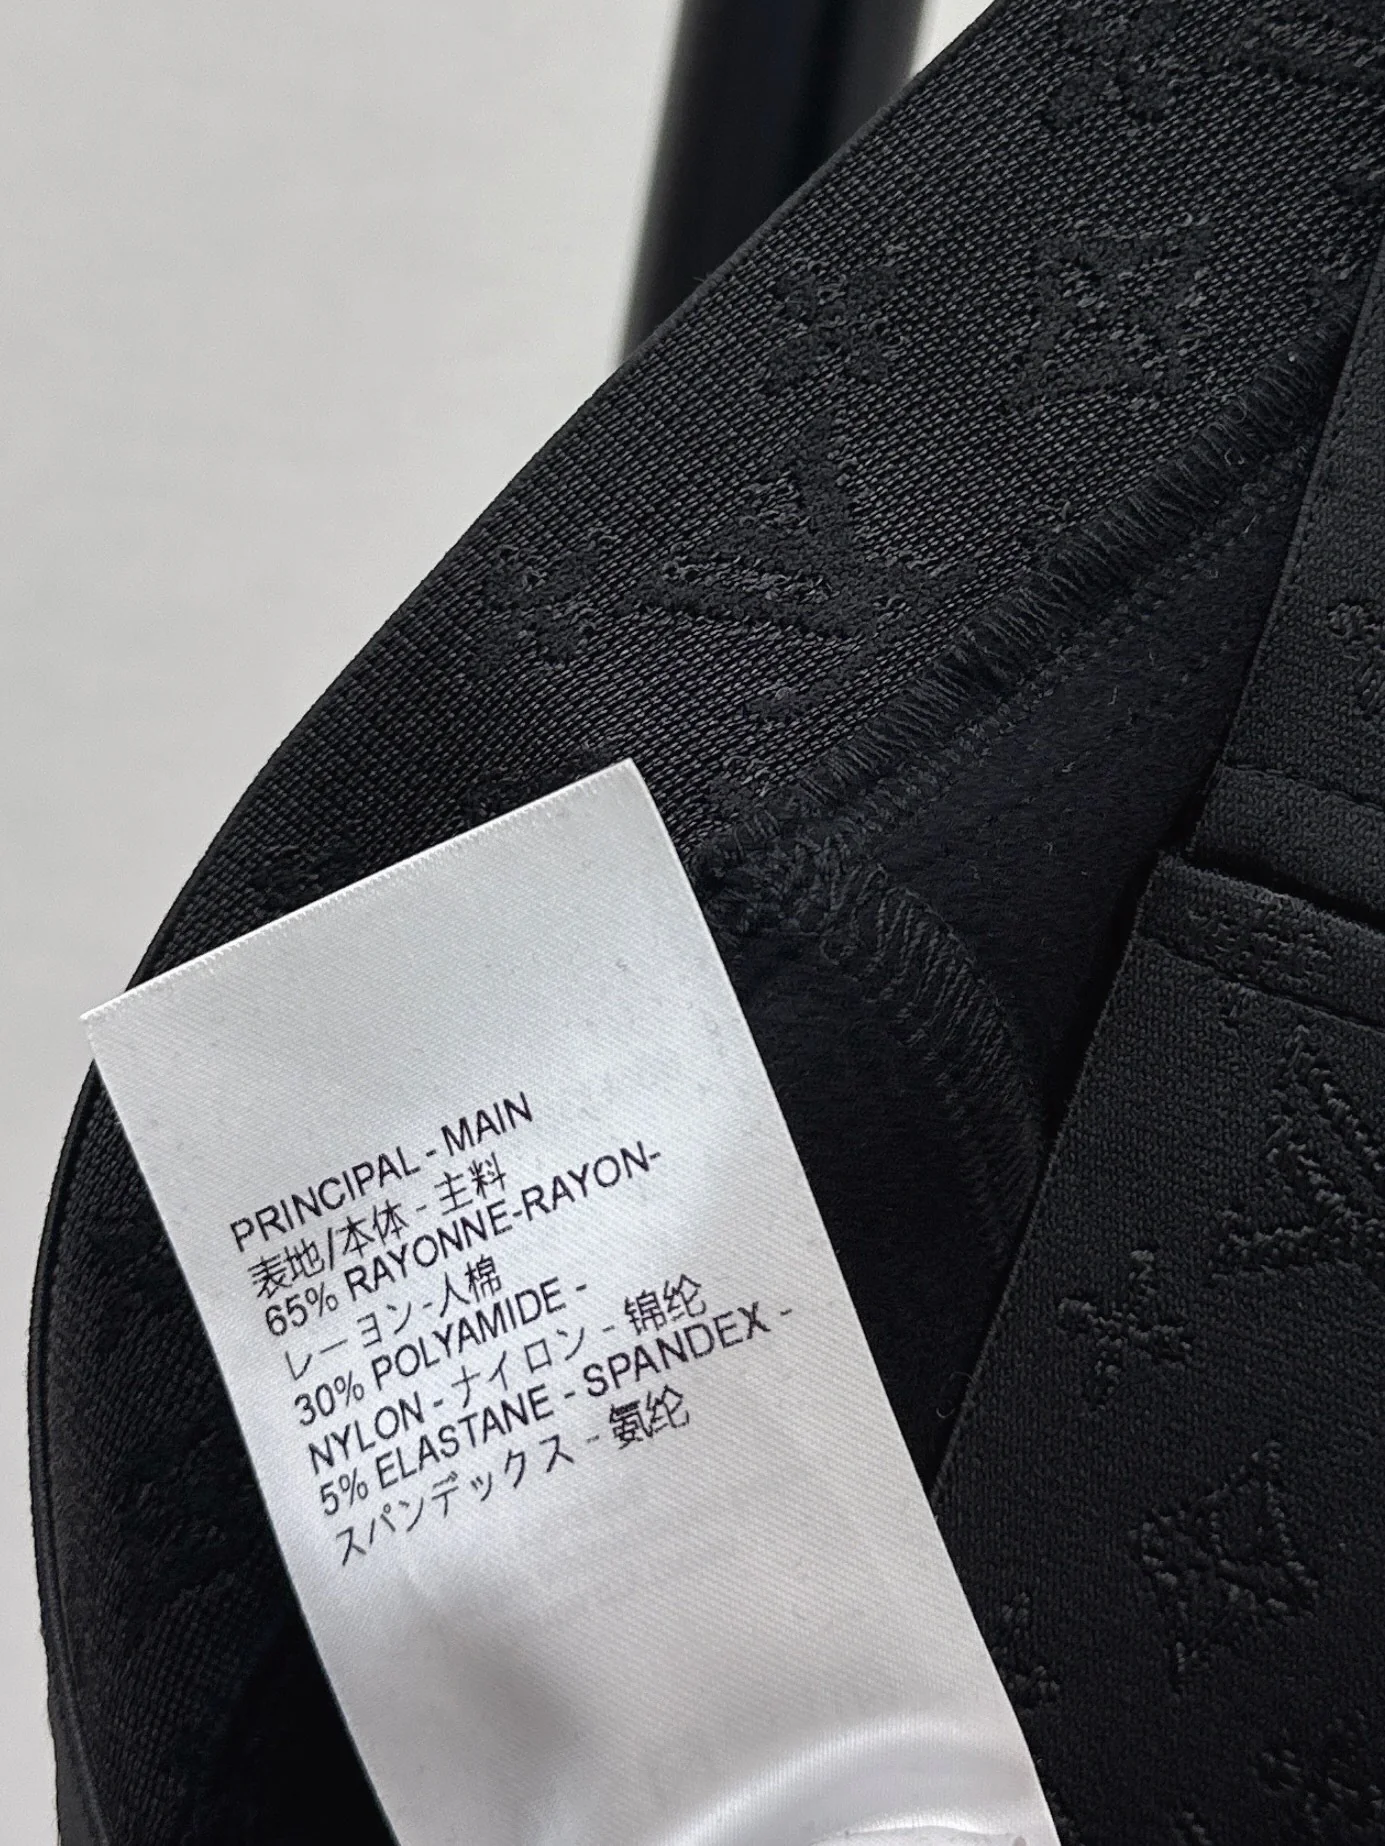 PRINCIPAL - MAIN
表地/本体 - 主料
65% RAYONNE-RAYON-
レーヨン-人棉
30% POLYAMIDE -
NYLON - ナイロン - 锦纶
5% ELASTANE - SPANDEX -
スパンデックス - 氨纶